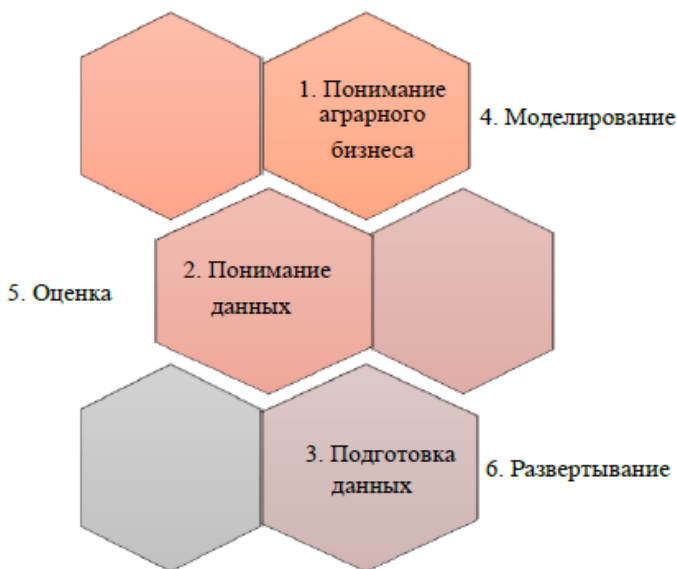 1. Понимание
аграрного
бизнеса
4. Моделирование
2. Понимание
данных
5. Оценка
3. Подготовка
данных
6. Развертывание